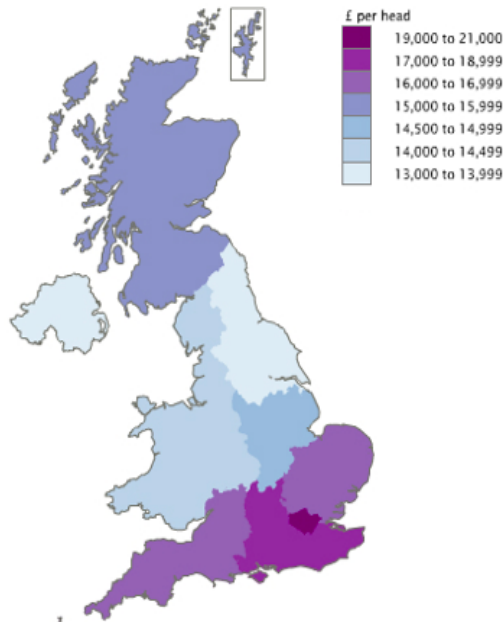 £ per head
19,000 to 21,000
17,000 to 18,999
16,000 to 16,999
15,000 to 15,999
14,500 to 14,999
14,000 to 14,499
13,000 to 13,999